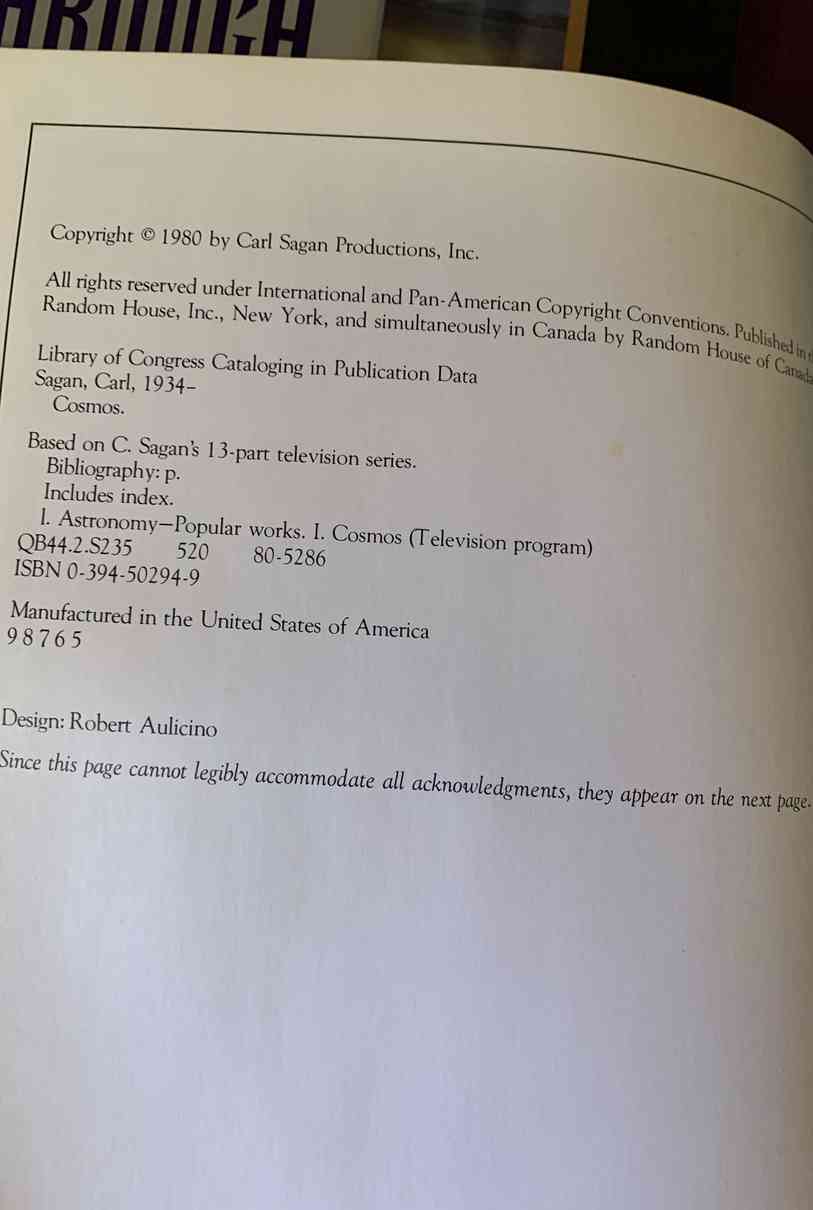 Copyright © 1980 by Carl Sagan Productions, Inc.
All rights reserved under International and Pan-American Copyright Conventions. Published in
Random House, Inc., New York, and simultaneously in Canada by Random House of Canada
Library of Congress Cataloging in Publication Data
Sagan, Carl, 1934–
Cosmos.
Based on C. Sagan's 13-part television series.
Bibliography: p.
Includes index.
I. Astronomy—Popular works. I. Cosmos (Television program)
QB44.2.S235 520 80-5286
ISBN 0-394-50294-9
Manufactured in the United States of America
9 8 7 6 5
Design: Robert Aulicino
Since this page cannot legibly accommodate all acknowledgments, they appear on the next page.